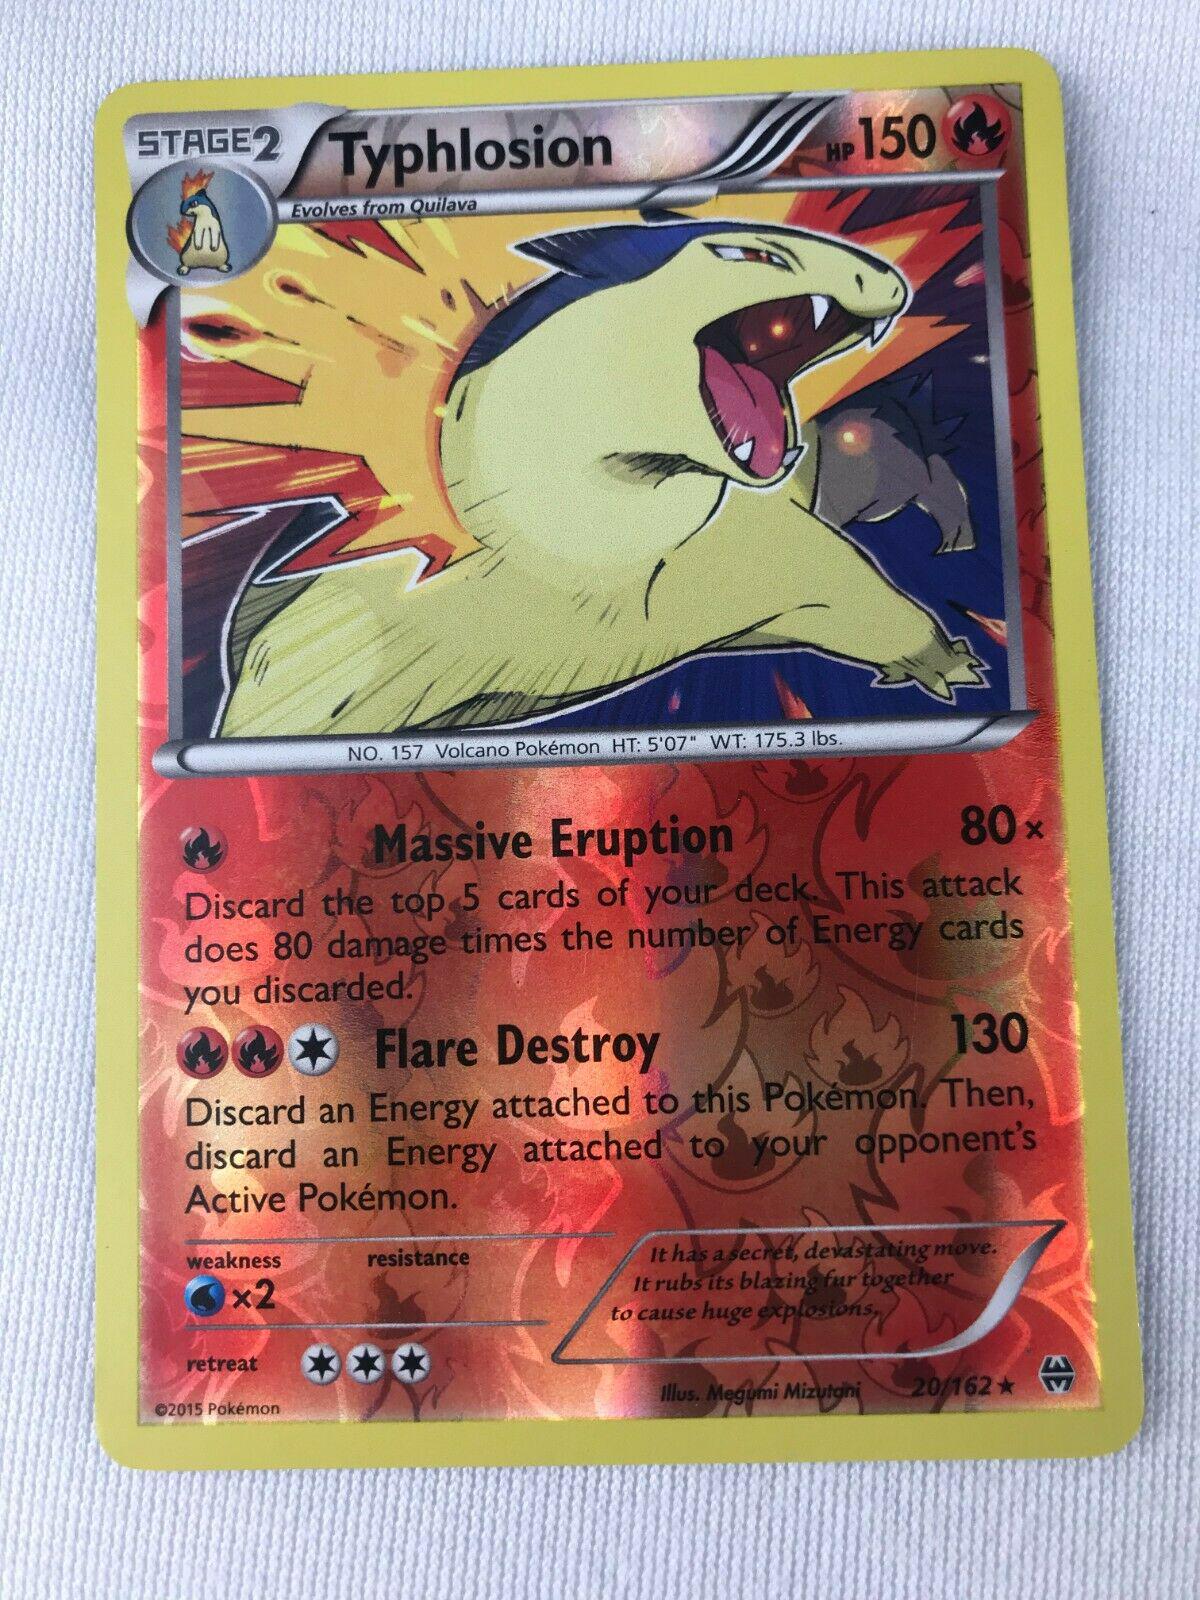 STAGE2
Typhlosion
HP 150
Evolves from Quilava
NO. 157 Volcano Pokémon HT: 5'07" WT: 175.3 lbs.
Massive Eruption 80×
Discard the top 5 cards of your deck. This attack
does 80 damage times the number of Energy cards
you discarded.
Flare Destroy 130
Discard an Energy attached to this Pokémon. Then,
discard an Energy attached to your opponent's
Active Pokémon.
weakness
resistance
×2
It has a secret, devastating move.
It rubs its blazing fur together
to cause huge explosions.
retreat
Illus. Megumi Mizutani
20/162 ★
©2015 Pokémon